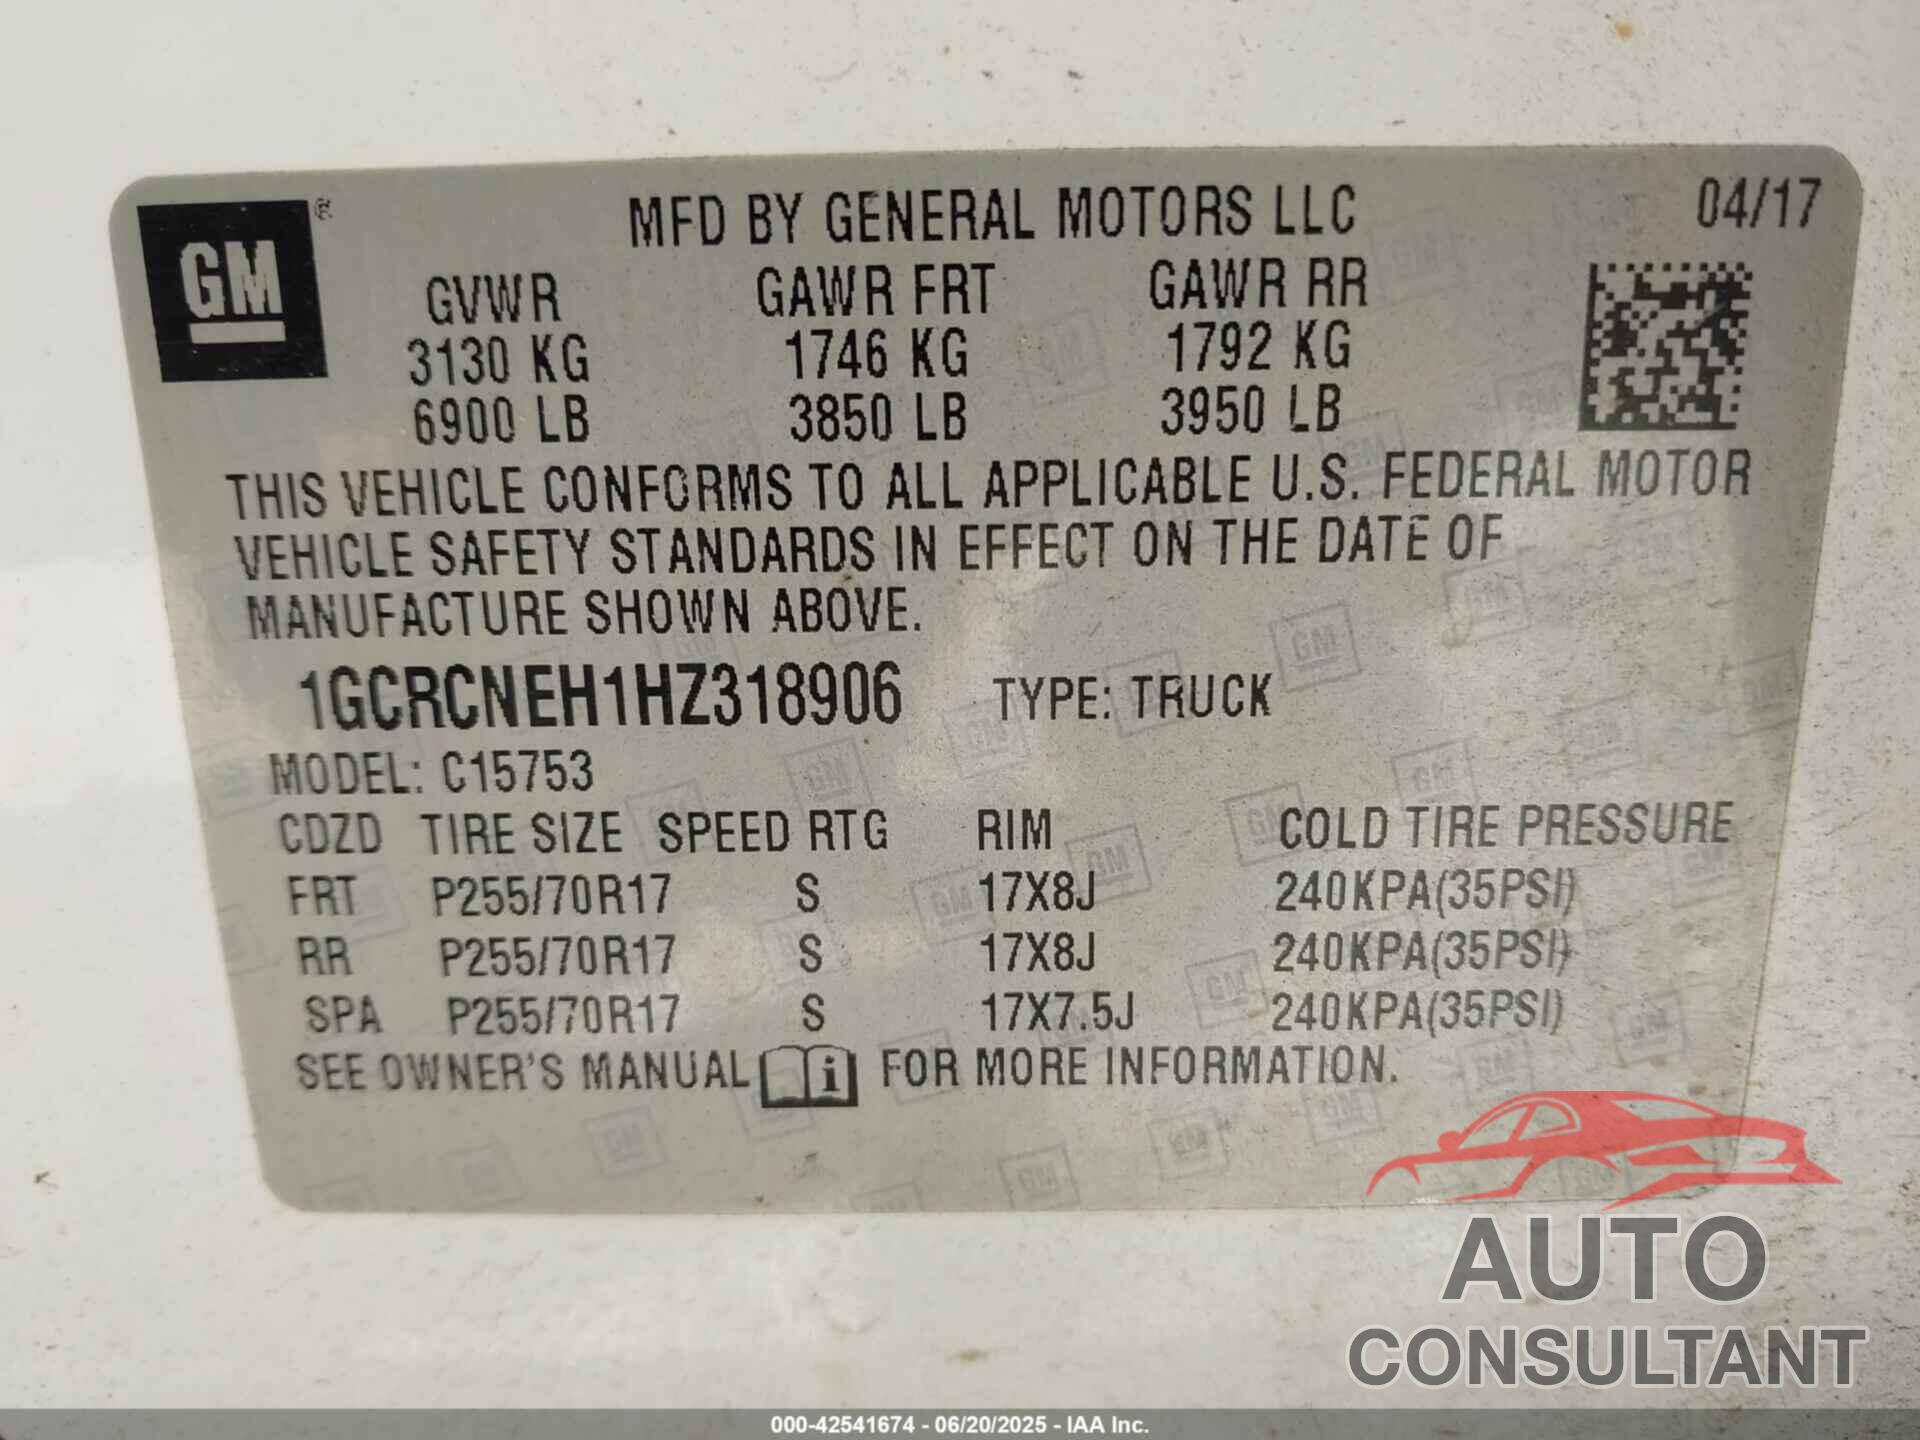 GM ®
MFD BY GENERAL MOTORS LLC 04/17
GVWR GAWR FRT GAWR RR
3130 KG 1746 KG 1792 KG
6900 LB 3850 LB 3950 LB
THIS VEHICLE CONFORMS TO ALL APPLICABLE U.S. FEDERAL MOTOR
VEHICLE SAFETY STANDARDS IN EFFECT ON THE DATE OF
MANUFACTURE SHOWN ABOVE.
1GCRCNEH1HZ318906 TYPE: TRUCK
MODEL: C15753
CDZD TIRE SIZE SPEED RTG RIM COLD TIRE PRESSURE
FRT P255/70R17 S 17X8J 240KPA(35PSI)
RR P255/70R17 S 17X8J 240KPA(35PSI)
SPA P255/70R17 S 17X7.5J 240KPA(35PSI)
SEE OWNER'S MANUAL i FOR MORE INFORMATION.
AUTO
CONSULTANT
000-42541674 - 06/20/2025 - IAA Inc.